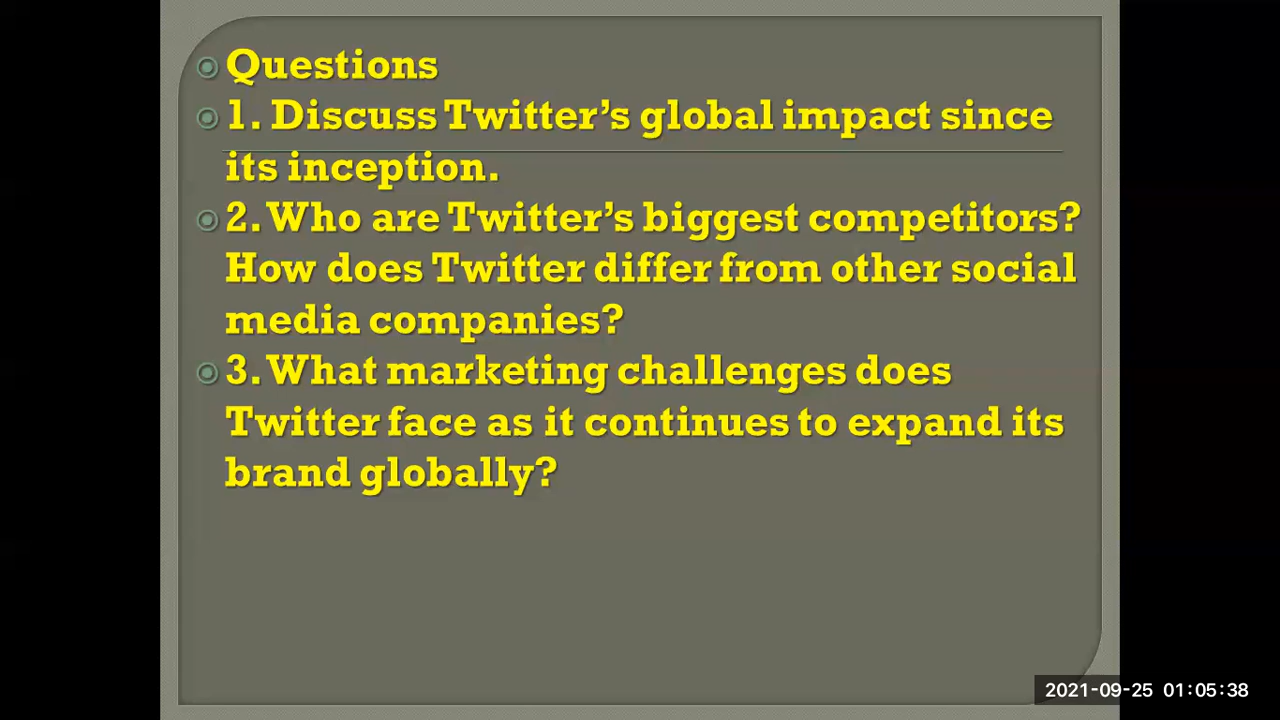 Questions
1. Discuss Twitter’s global impact since
its inception.
2. Who are Twitter’s biggest competitors?
How does Twitter differ from other social
media companies?
3. What marketing challenges does
Twitter face as it continues to expand its
brand globally?
2021-09-25 01:05:38